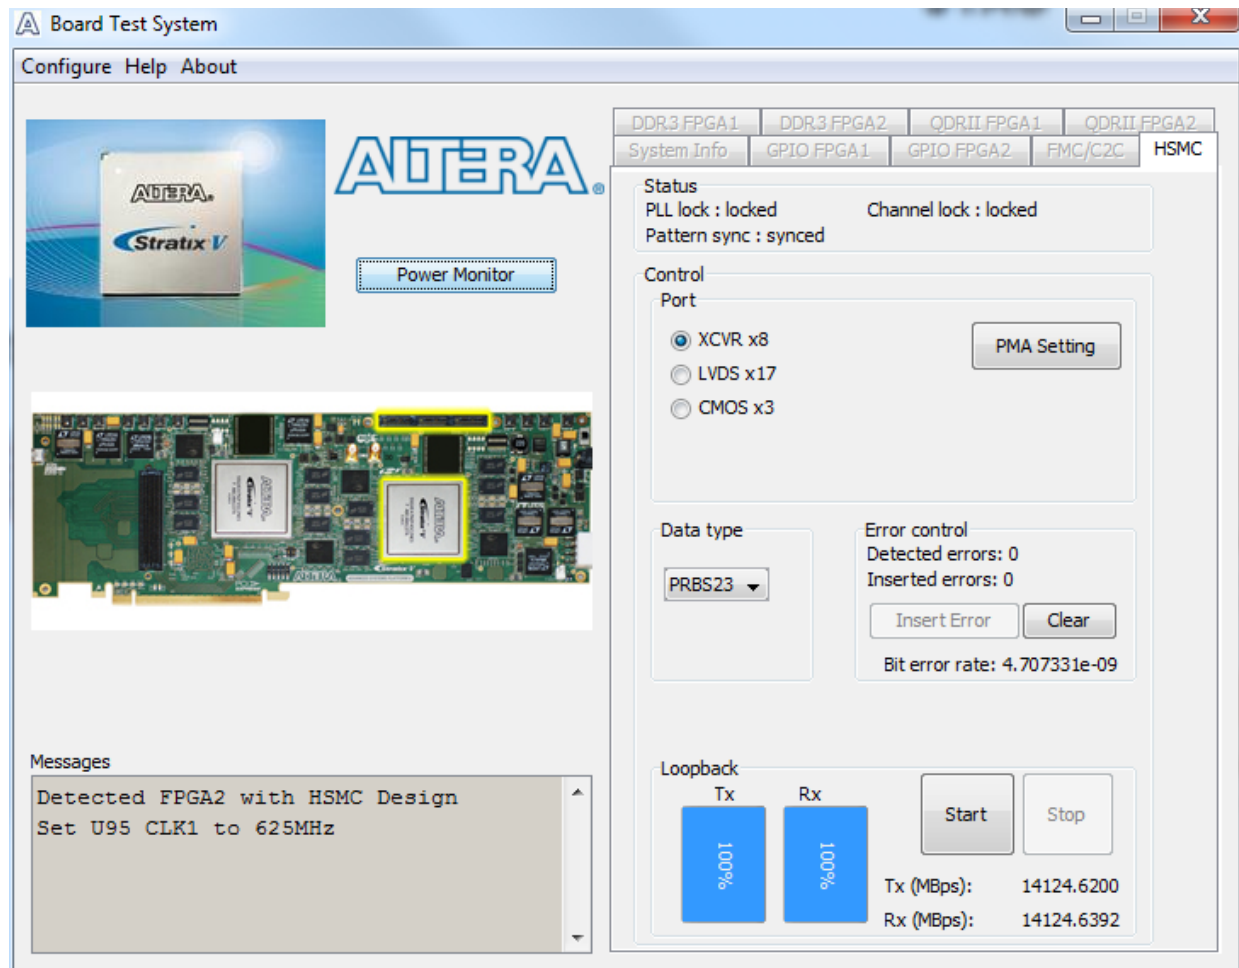 Board Test System
Configure Help About
ALTERA
Stratix V
ALTERA
Power Monitor
DDR3 FPGA1 DDR3 FPGA2 QDRII FPGA1 QDRII FPGA2
System Info GPIO FPGA1 GPIO FPGA2 FMC/C2C HSMC
Status
PLL lock : locked Channel lock : locked
Pattern sync : synced
Control
Port
XCVR x8
LVDS x17
CMOS x3
PMA Setting
Data type
PRBS23
Error control
Detected errors: 0
Inserted errors: 0
Insert Error Clear
Bit error rate: 4.707331e-09
Messages
Detected FPGA2 with HSMC Design
Set U95 CLK1 to 625MHz
Loopback
Tx Rx
100% 100%
Start Stop
Tx (MBps): 14124.6200
Rx (MBps): 14124.6392